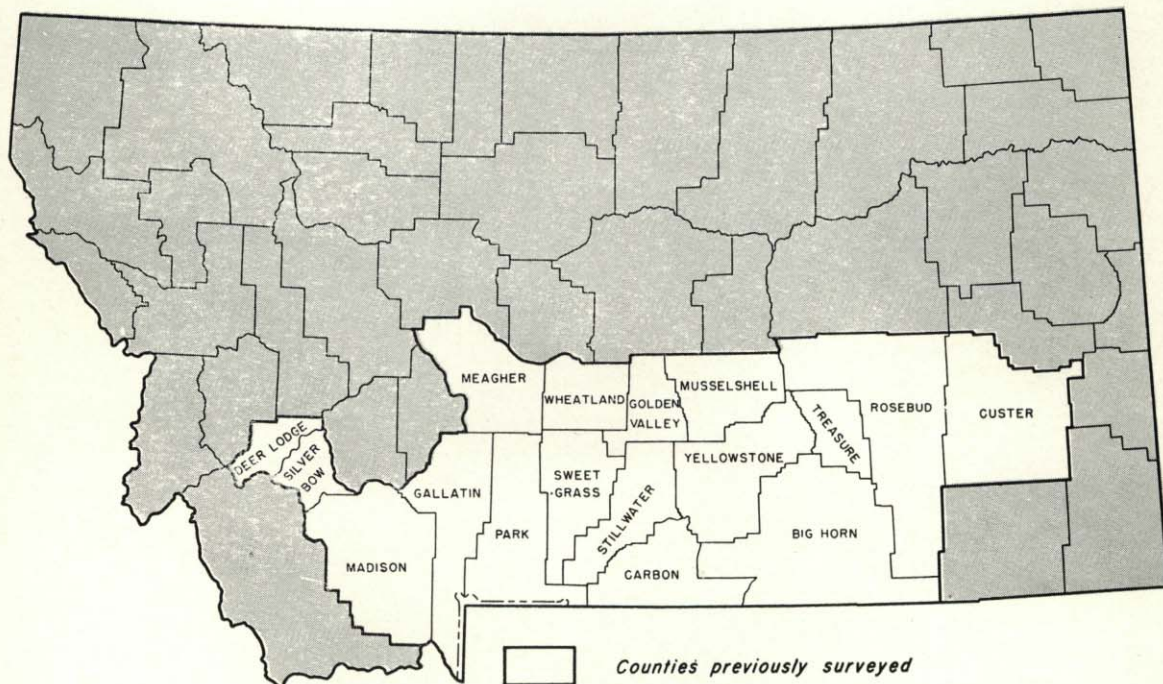 MEAGHER
WHEATLAND
GOLDEN
VALLEY
MUSSELSHELL
ROSEBUD
CUSTER
TREASURE
DEER LODGE
SILVER
BOW
GALLATIN
SWEET
GRASS
YELLOWSTONE
STILLWATER
PARK
BIG HORN
MADISON
CARBON
Counties previously surveyed